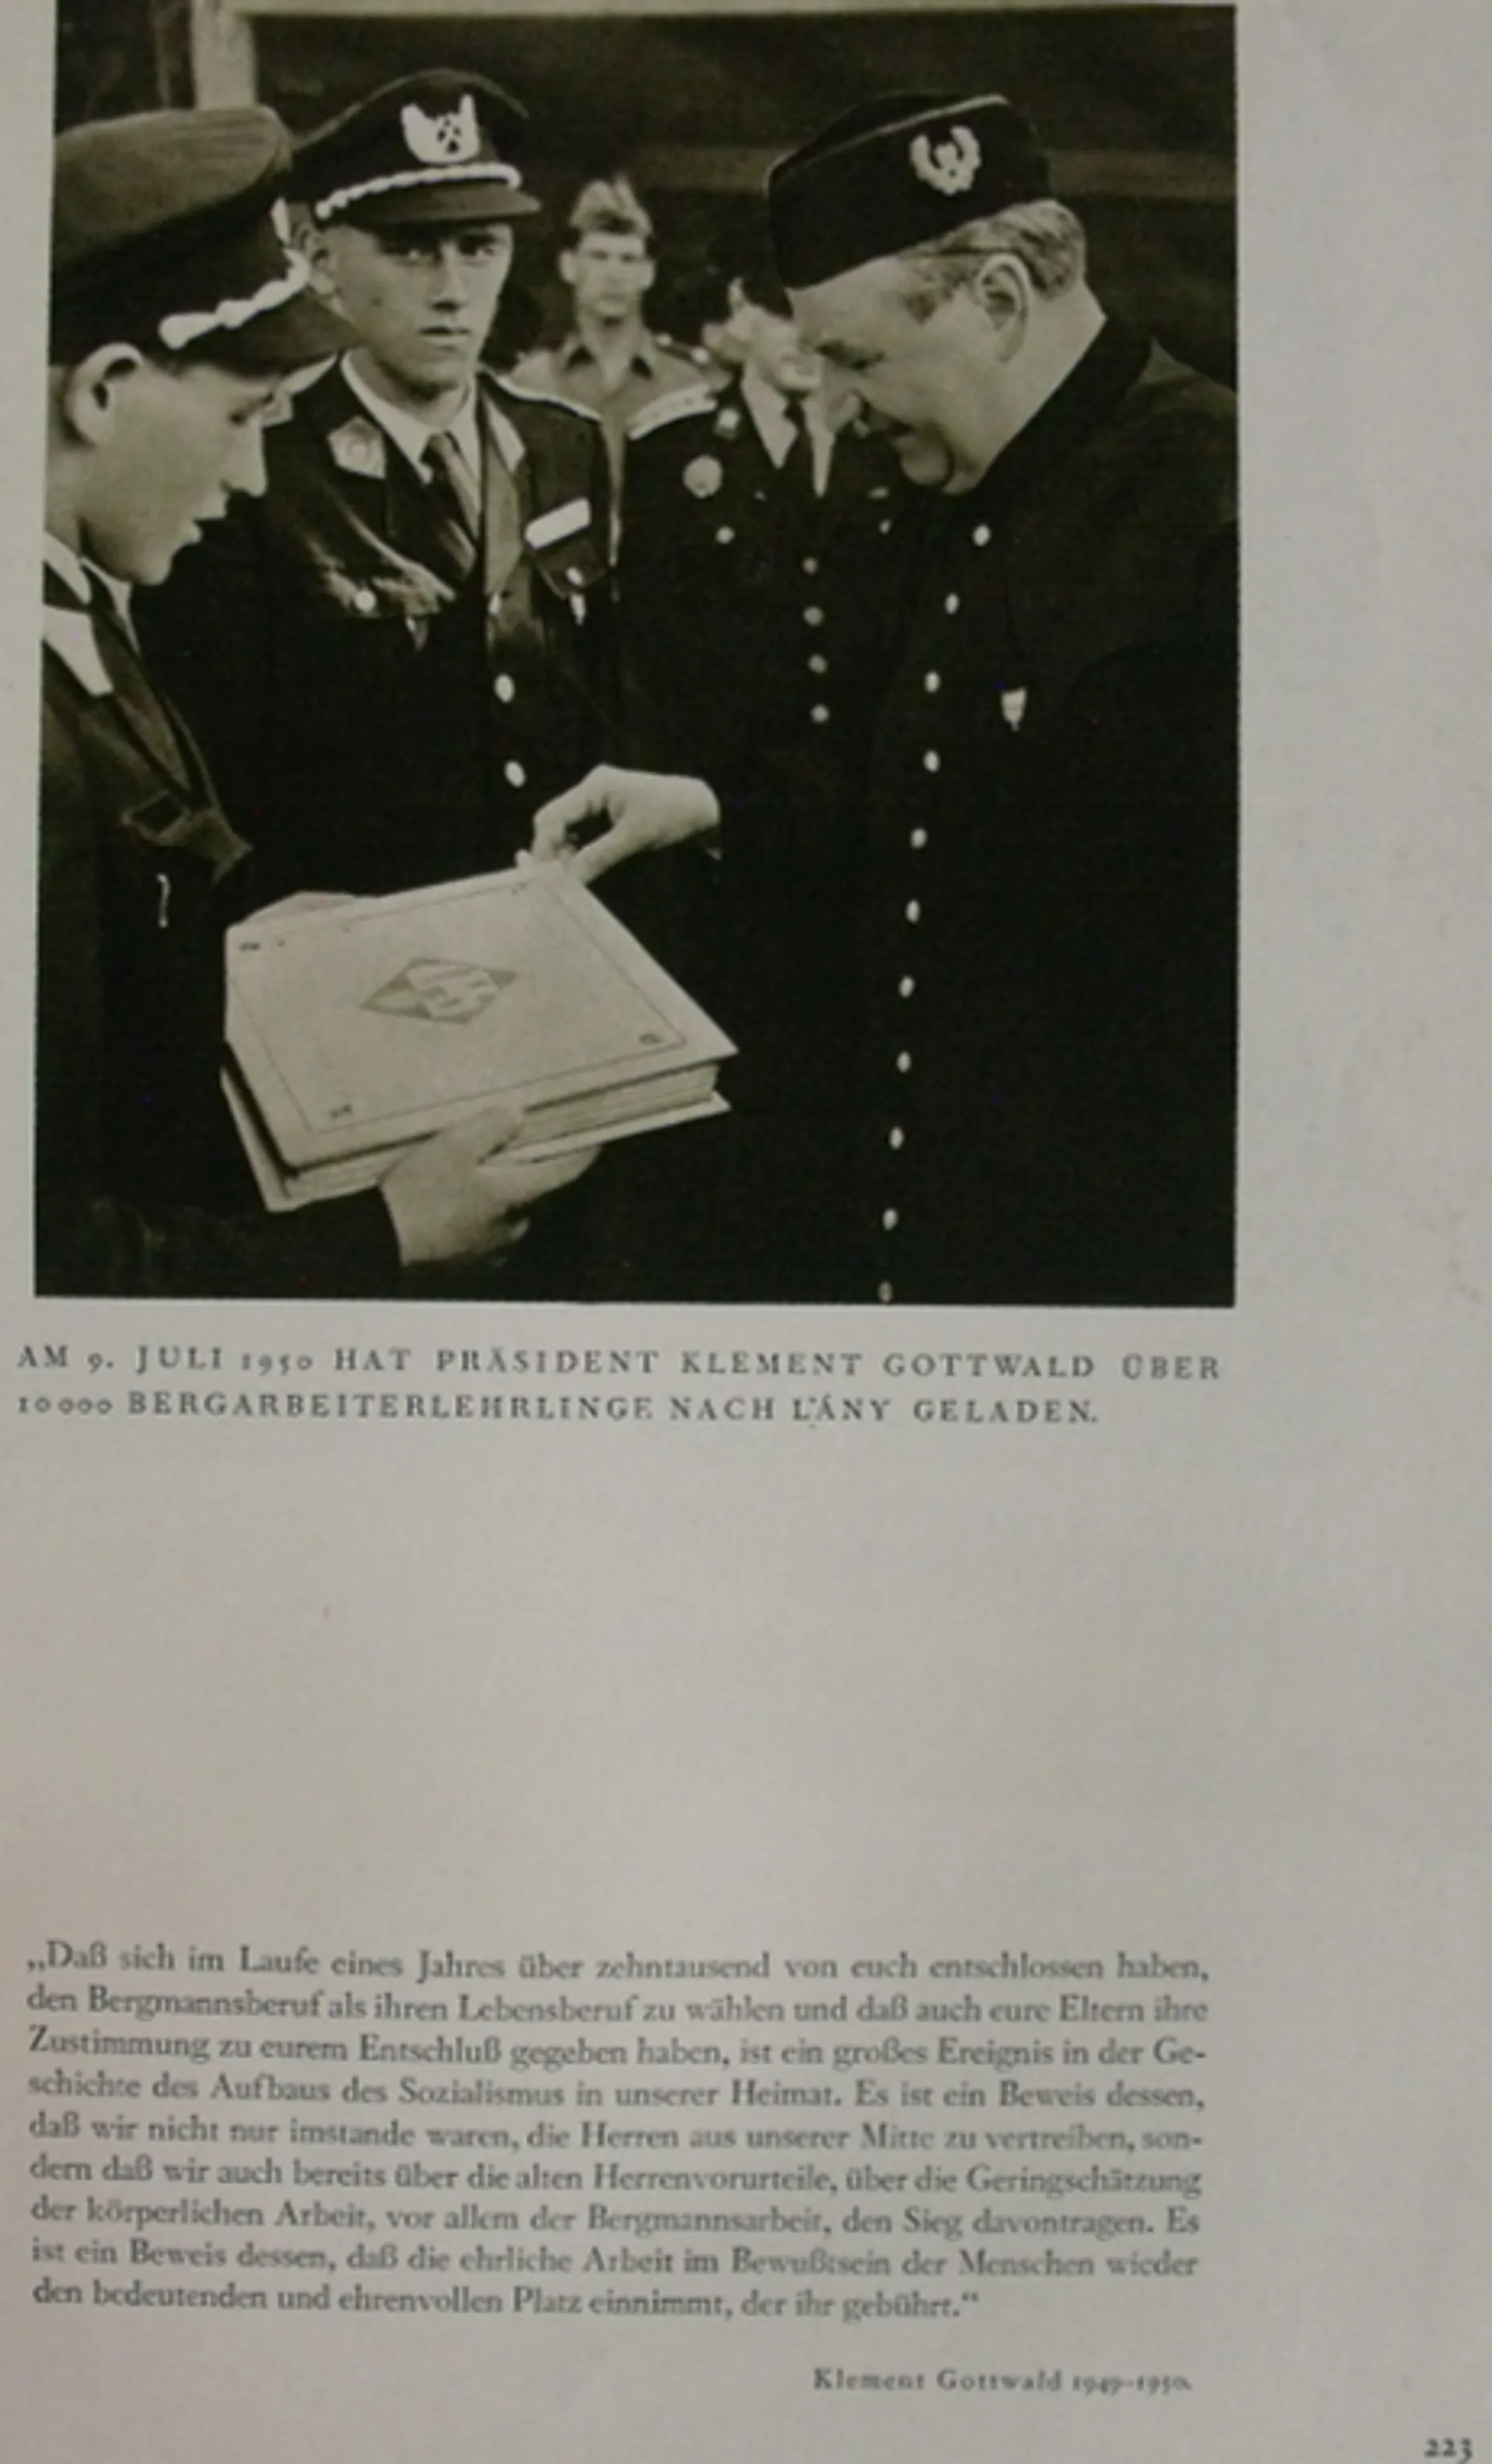 AM 9. JULI 1950 HAT PRÄSIDENT KLEMENT GOTTWALD ÜBER
10000 BERGARBEITERLEHRLINGE NACH L'ÁNY GELADEN.
„Daß sich im Laufe eines Jahres über zehntausend von euch entschlossen haben,
den Bergmannsberuf als ihren Lebensberuf zu wählen und daß auch eure Eltern ihre
Zustimmung zu eurem Entschluß gegeben haben, ist ein großes Ereignis in der Ge-
schichte des Aufbaus des Sozialismus in unserer Heimat. Es ist ein Beweis dessen,
daß wir nicht nur imstande waren, die Herren aus unserer Mitte zu vertreiben, son-
dern daß wir auch bereits über die alten Herrenvorurteile, über die Geringschätzung
der körperlichen Arbeit, vor allem der Bergmannsarbeit, den Sieg davontragen. Es
ist ein Beweis dessen, daß die ehrliche Arbeit im Bewußtsein der Menschen wieder
den bedeutenden und ehrenvollen Platz einnimmt, der ihr gebührt.“
Klement Gottwald 1949-1950.
223